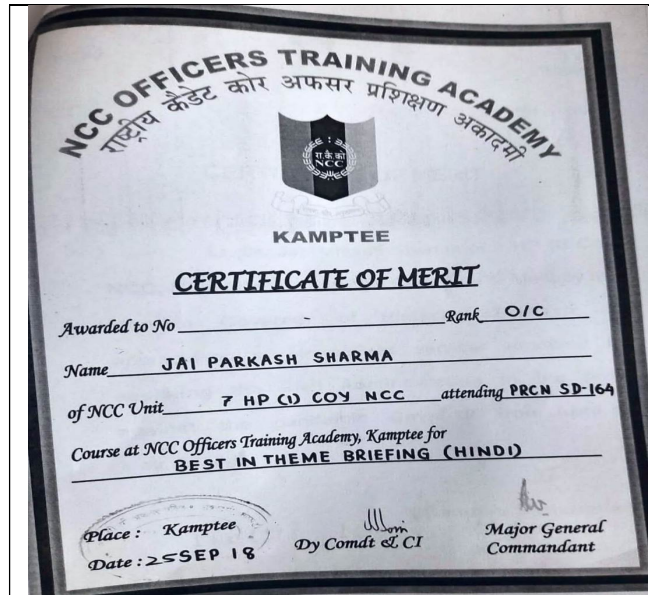 NCC OFFICERS TRAINING ACADEMY
राष्ट्रीय कैडेट कोर अफसर प्रशिक्षण अकादमी
रा.कै.को
NCC
KAMPTEE
CERTIFICATE OF MERIT
Awarded to No - Rank O/C
Name JAI PARKASH SHARMA
of NCC Unit 7 HP (I) COY NCC attending PRCN SD-164
Course at NCC Officers Training Academy, Kamptee for
BEST IN THEME BRIEFING (HINDI)
Place : Kamptee
Date : 25 SEP 18
Dy Comdt & CI
Major General
Commandant